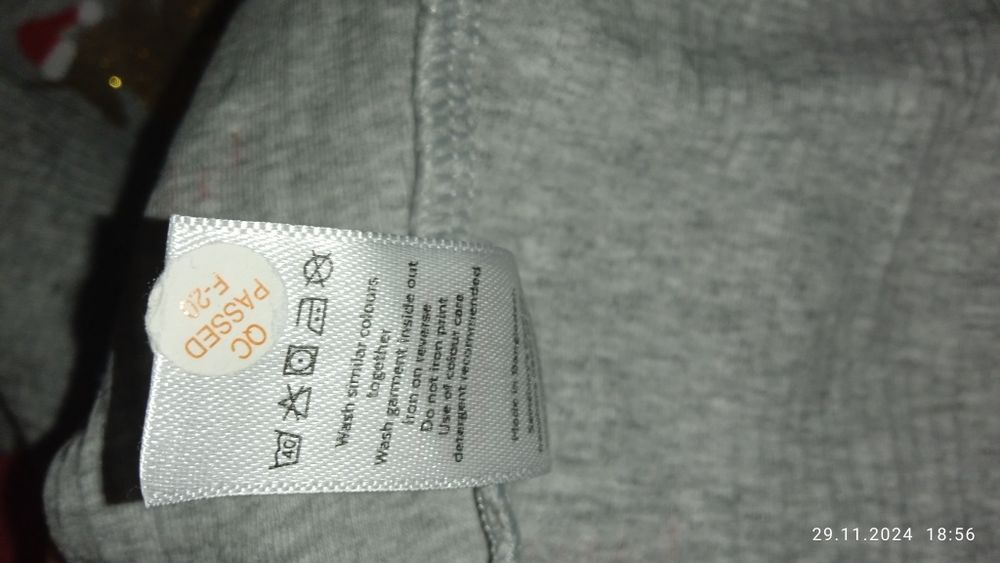 QC
PASSED
F-20
40
Wash similar colours.
together
Wash garment inside out
Iron on reverse
Do not iron print
Use of colour care
detergent recommended
Made in
29.11.2024 18:56